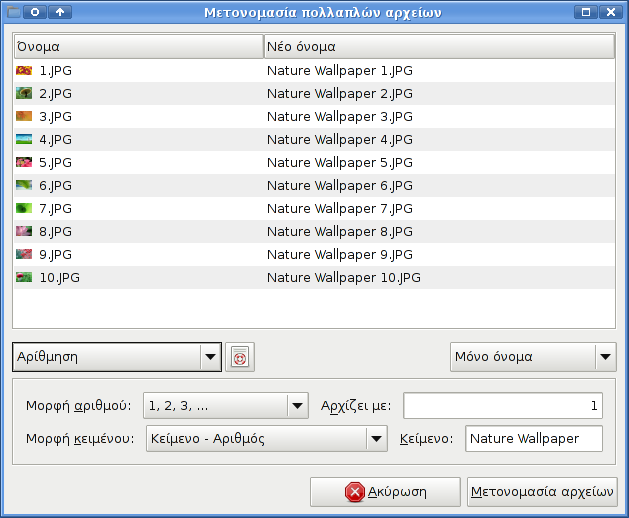 Μετονομασία πολλαπλών αρχείων
Όνομα Νέο όνομα
1.JPG Nature Wallpaper 1.JPG
2.JPG Nature Wallpaper 2.JPG
3.JPG Nature Wallpaper 3.JPG
4.JPG Nature Wallpaper 4.JPG
5.JPG Nature Wallpaper 5.JPG
6.JPG Nature Wallpaper 6.JPG
7.JPG Nature Wallpaper 7.JPG
8.JPG Nature Wallpaper 8.JPG
9.JPG Nature Wallpaper 9.JPG
10.JPG Nature Wallpaper 10.JPG
Αρίθμηση Μόνο όνομα
Μορφή αριθμού: 1, 2, 3, ... Αρχίζει με: 1
Μορφή κειμένου: Κείμενο - Αριθμός Κείμενο: Nature Wallpaper
Ακύρωση Μετονομασία αρχείων